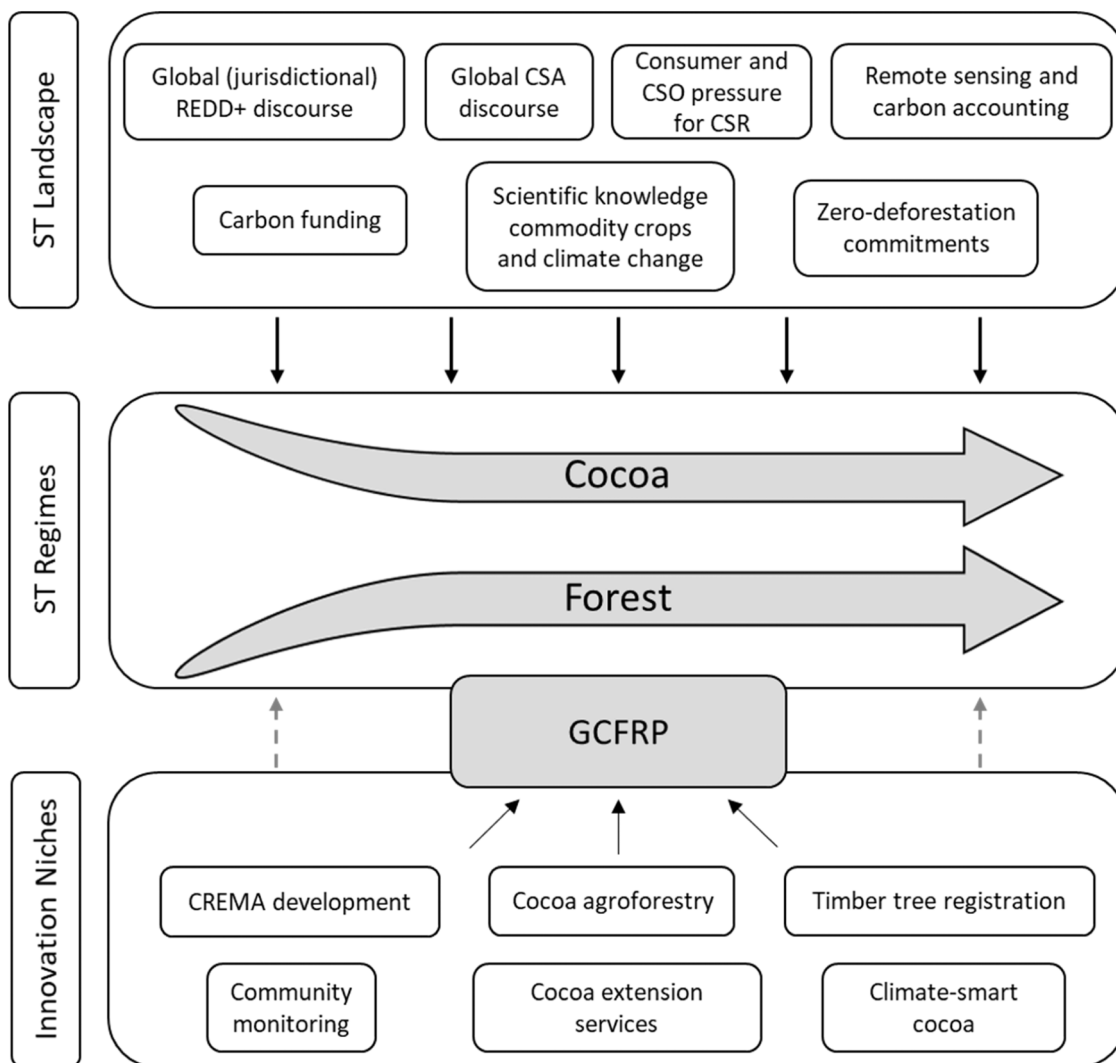 ST Landscape
Global (jurisdictional)
REDD+ discourse
Global CSA
discourse
Consumer and
CSO pressure
for CSR
Remote sensing and
carbon accounting
Carbon funding
Scientific knowledge
commodity crops
and climate change
Zero-deforestation
commitments
ST Regimes
Cocoa
Forest
GCFRP
Innovation Niches
CREMA development
Cocoa agroforestry
Timber tree registration
Community
monitoring
Cocoa extension
services
Climate-smart
cocoa